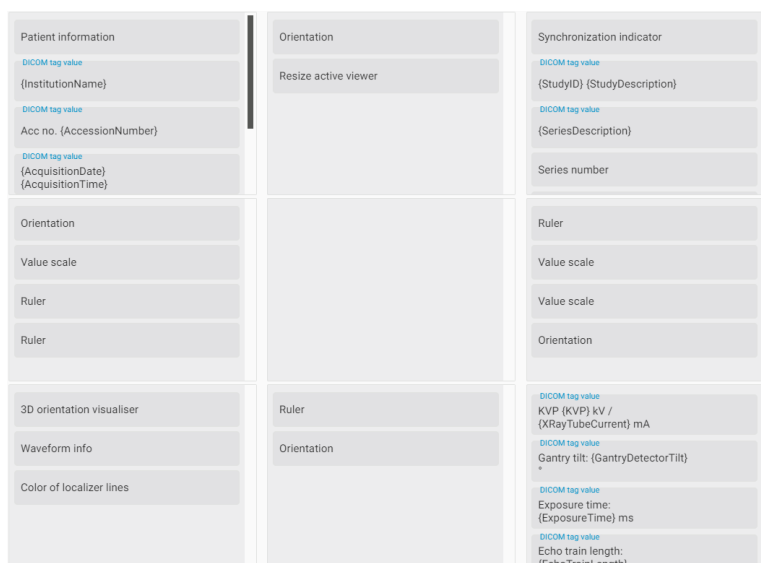 Patient information
DICOM tag value
{InstitutionName}
DICOM tag value
Acc no. {AccessionNumber}
DICOM tag value
{AcquisitionDate}
{AcquisitionTime}
Orientation
Resize active viewer
Synchronization indicator
DICOM tag value
{StudyID} {StudyDescription}
DICOM tag value
{SeriesDescription}
Series number
Orientation
Value scale
Ruler
Ruler
Ruler
Value scale
Value scale
Orientation
3D orientation visualiser
Waveform info
Color of localizer lines
Ruler
Orientation
DICOM tag value
KVP {KVP} kV /
{XRayTubeCurrent} mA
DICOM tag value
Gantry tilt: {GantryDetectorTilt}
°
DICOM tag value
Exposure time:
{ExposureTime} ms
DICOM tag value
Echo train length:
{EchoTrainLength}